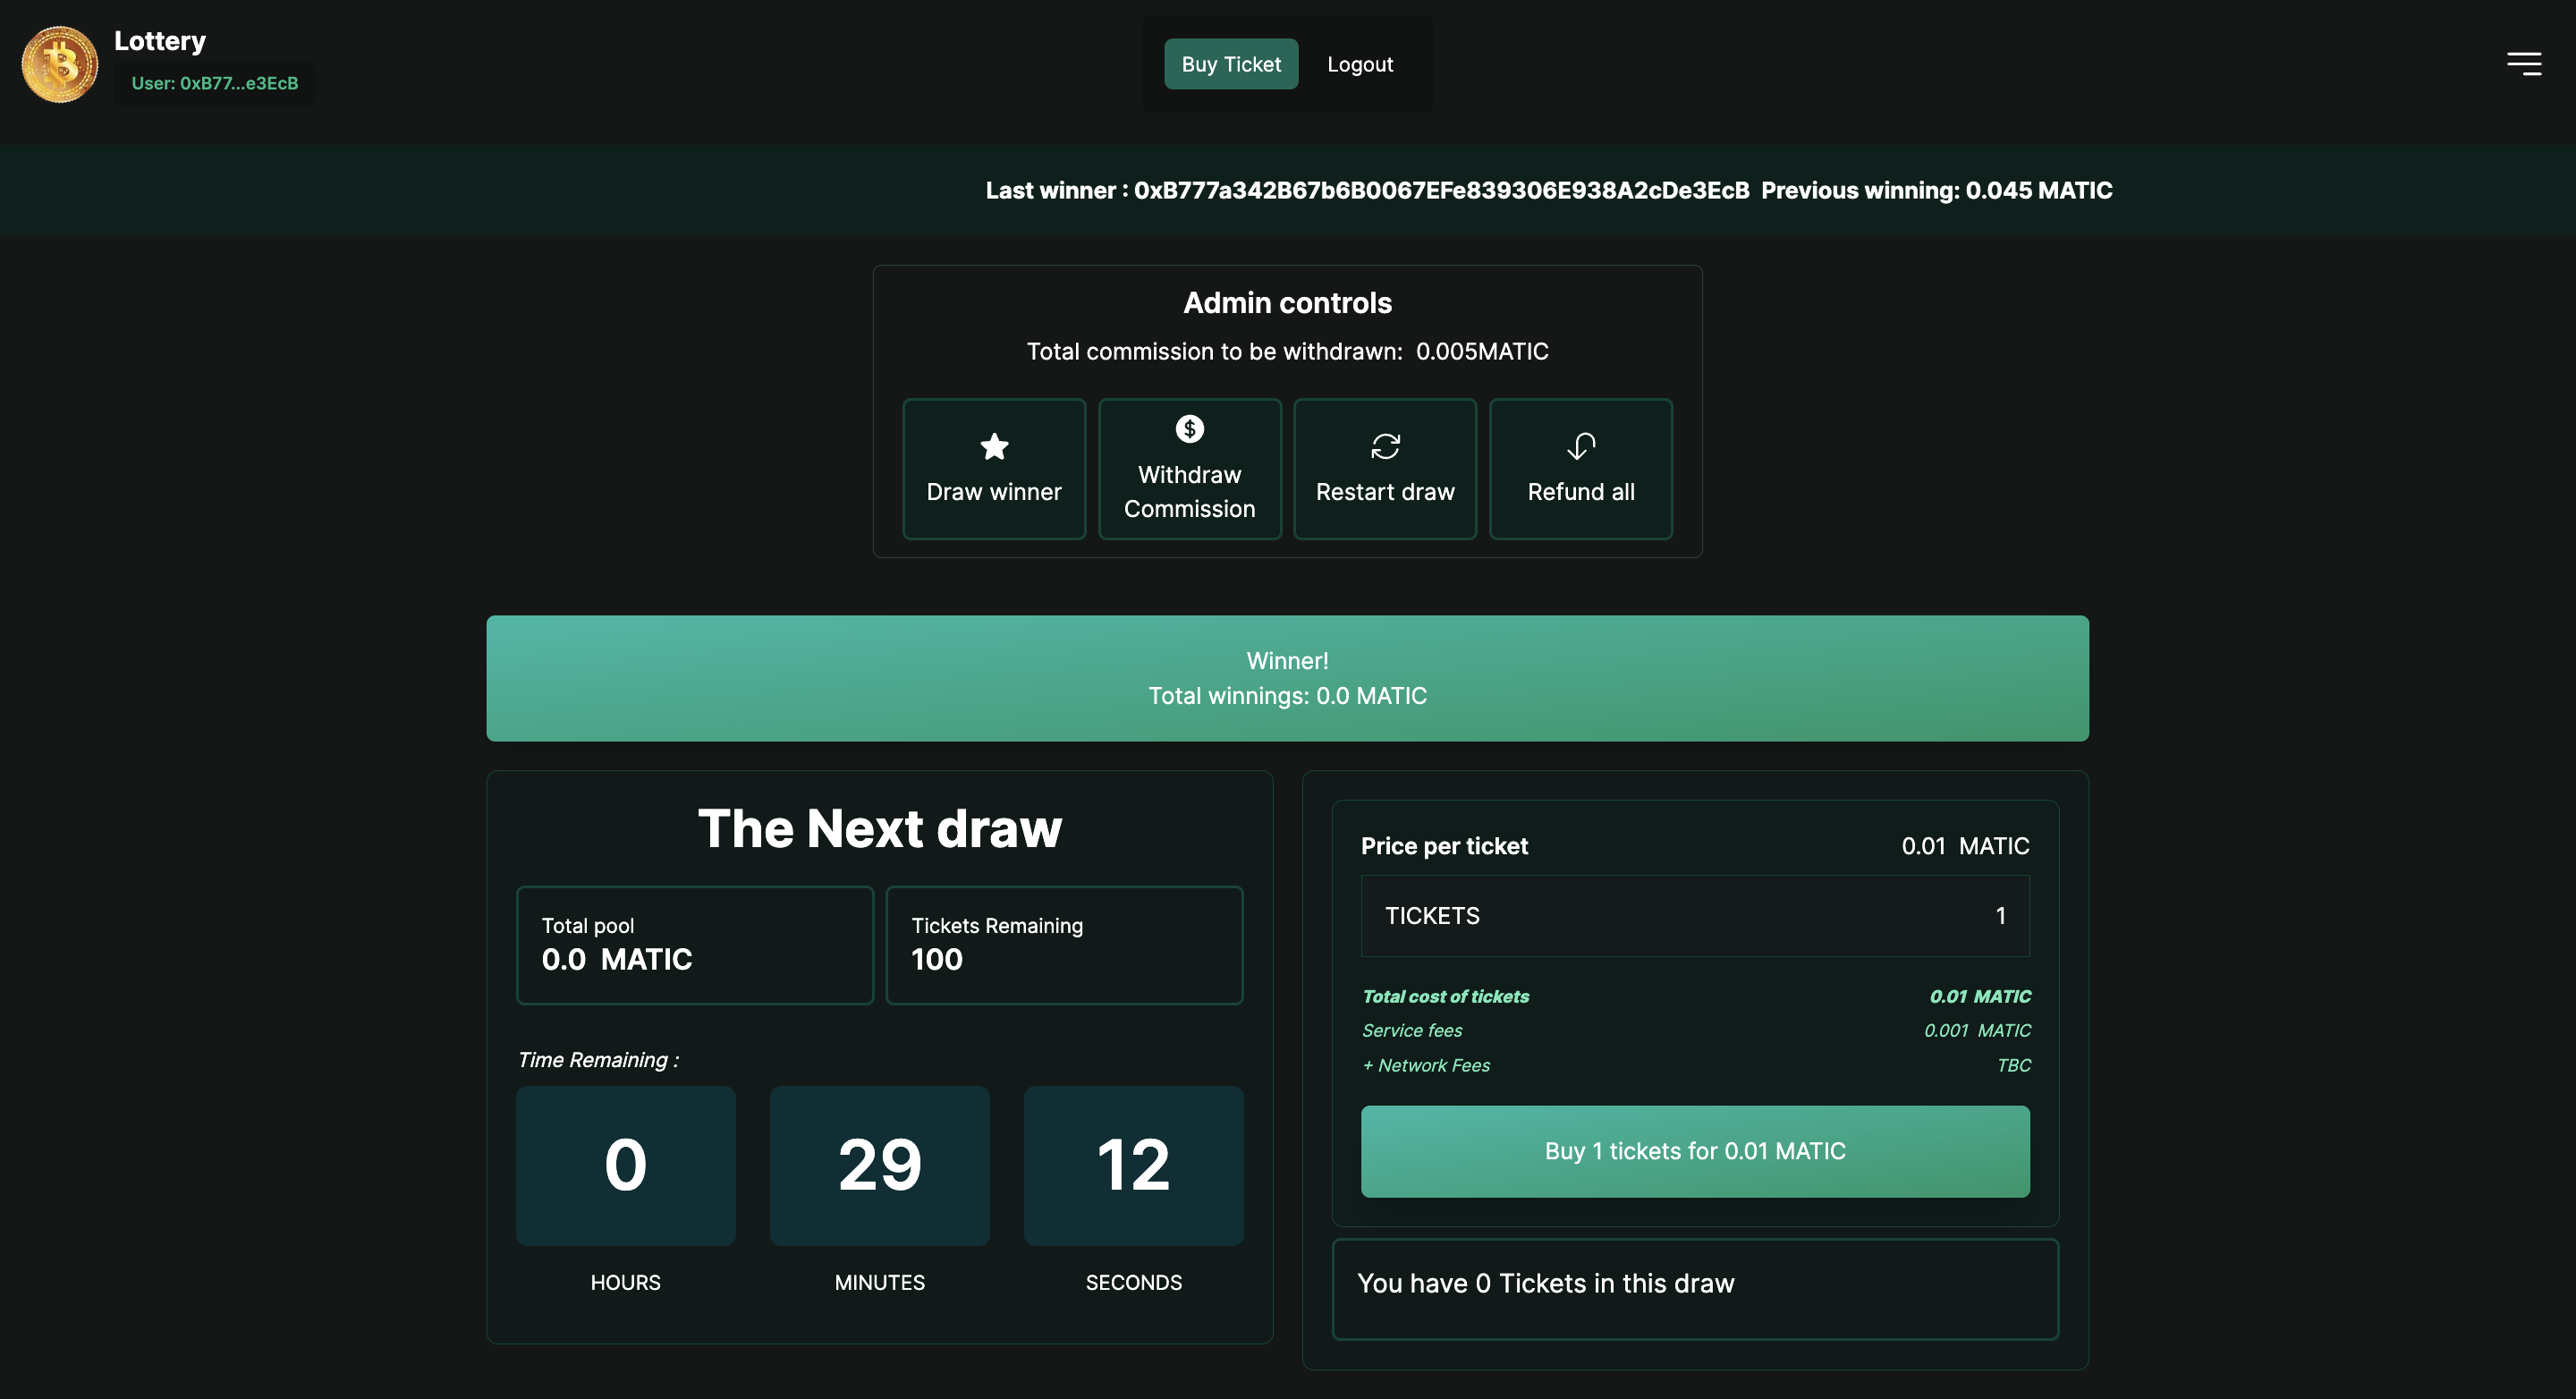 Lottery
User: 0xB77...e3EcB
Buy Ticket
Logout
Last winner : 0xB777a342B67b6B0067EFe839306E938A2cDe3EcB Previous winning: 0.045 MATIC
Admin controls
Total commission to be withdrawn: 0.005MATIC
Draw winner
Withdraw
Commission
Restart draw
Refund all
Winner!
Total winnings: 0.0 MATIC
The Next draw
Total pool
0.0 MATIC
Tickets Remaining
100
Time Remaining :
0
29
12
HOURS
MINUTES
SECONDS
Price per ticket 0.01 MATIC
TICKETS 1
Total cost of tickets 0.01 MATIC
Service fees 0.001 MATIC
+ Network Fees TBC
Buy 1 tickets for 0.01 MATIC
You have 0 Tickets in this draw